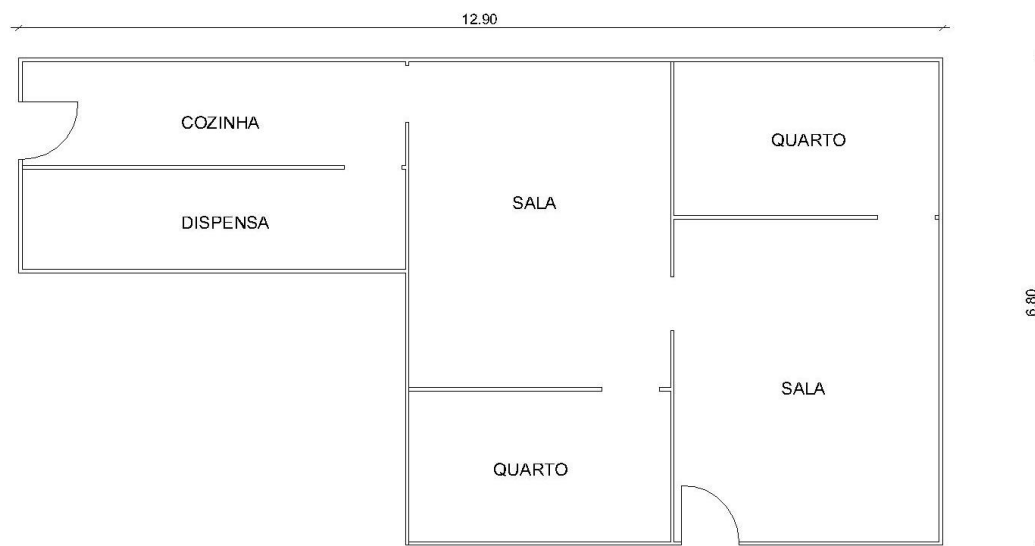 12.90
COZINHA
QUARTO
SALA
DISPENSA
6.80
SALA
QUARTO